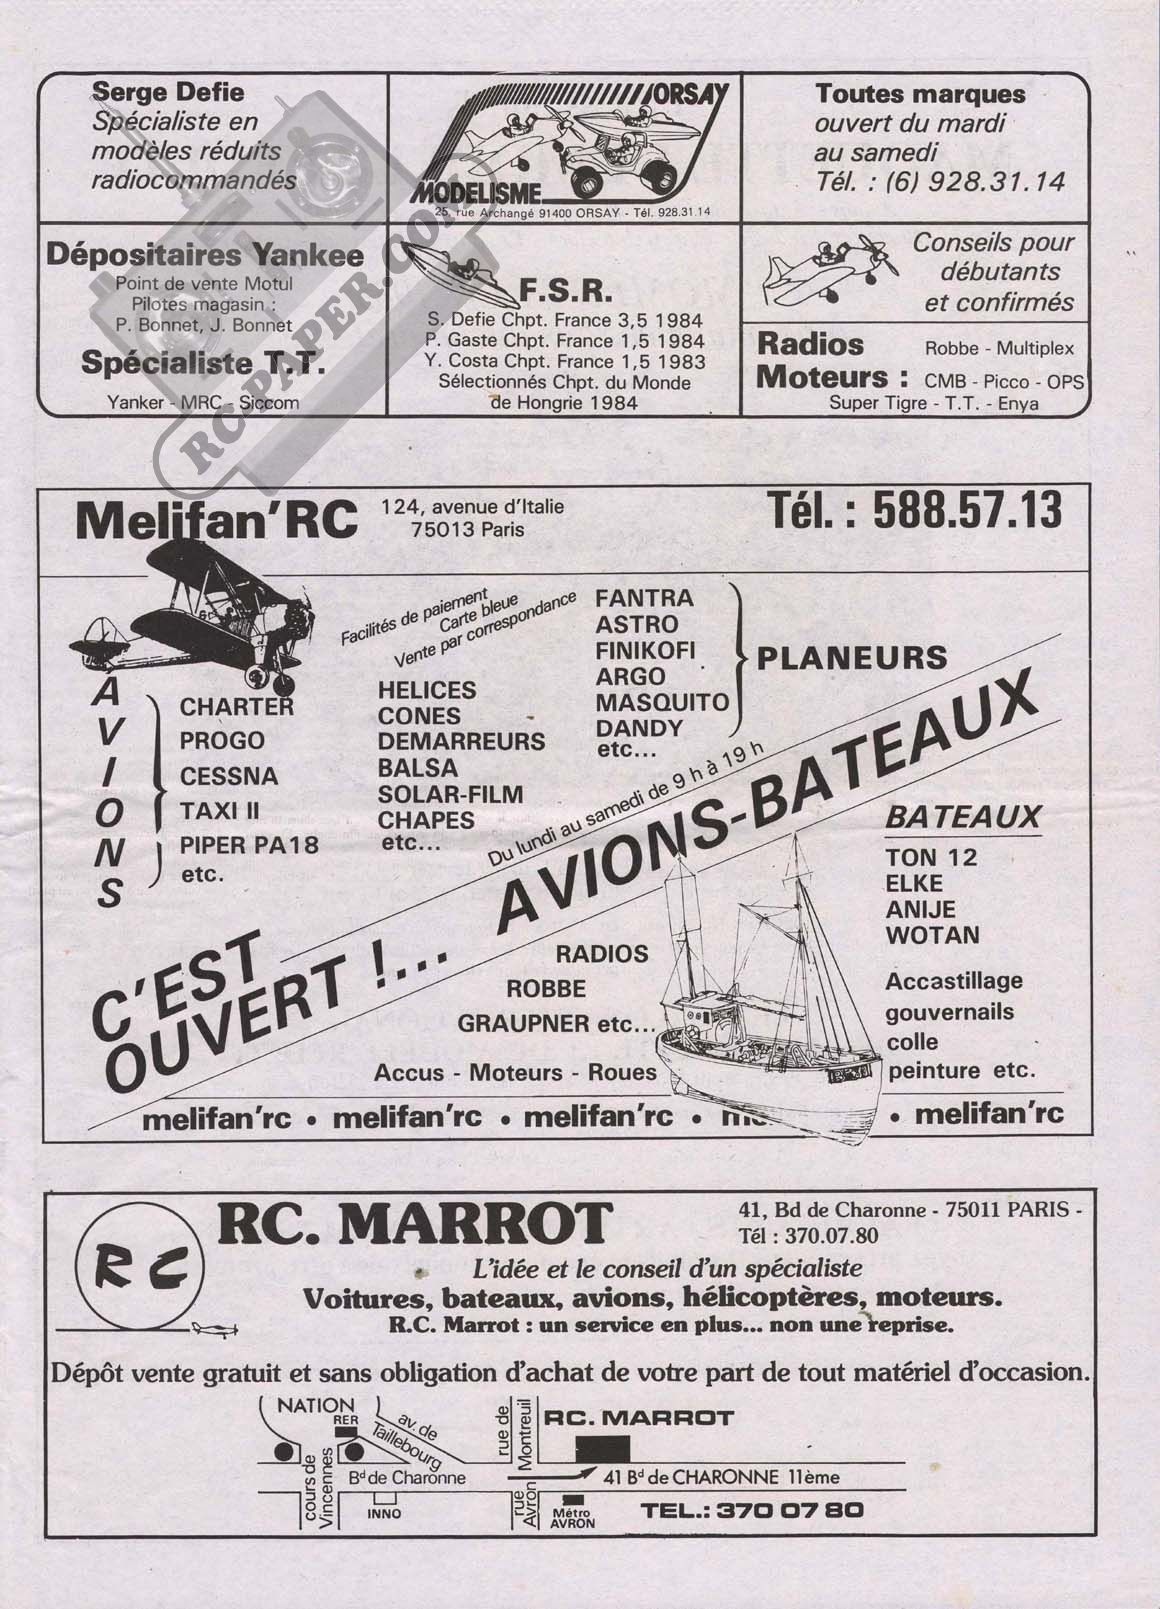 Serge Defie
Spécialiste en
modèles réduits
radiocommandés
ORSAY
MODELISME
25, rue Archangé 91400 ORSAY - Tél. 928.31.14
Toutes marques
ouvert du mardi
au samedi
Tél. : (6) 928.31.14
Dépositaires Yankee
Point de vente Motul
Pilotes magasin :
P. Bonnet, J. Bonnet
Spécialiste T.T.
Yanker - MRC - Siccom
F.S.R.
S. Defie Chpt. France 3,5 1984
P. Gaste Chpt. France 1,5 1984
Y. Costa Chpt. France 1,5 1983
Sélectionnés Chpt. du Monde
de Hongrie 1984
Conseils pour
débutants
et confirmés
Radios Robbe - Multiplex
Moteurs : CMB - Picco - OPS
Super Tigre - T.T. - Enya
RC-PAPER.COM
Melifan'RC
124, avenue d'Italie
75013 Paris
Tél. : 588.57.13
Facilités de paiement
Carte bleue
Vente par correspondance
AVIONS
CHARTER
PROGO
CESSNA
TAXI II
PIPER PA18
etc.
HELICES
CONES
DEMARREURS
BALSA
SOLAR-FILM
CHAPES
etc...
FANTRA
ASTRO
FINIKOFI
ARGO
MASQUITO
DANDY
etc...
PLANEURS
Du lundi au samedi de 9 h à 19 h
C'EST
OUVERT !... AVIONS-BATEAUX
BATEAUX
TON 12
ELKE
ANIJE
WOTAN
Accastillage
gouvernails
colle
peinture etc.
RADIOS
ROBBE
GRAUPNER etc...
Accus - Moteurs - Roues
melifan'rc • melifan'rc • melifan'rc • me • melifan'rc
RC
RC. MARROT
41, Bd de Charonne - 75011 PARIS -
Tél : 370.07.80
L'idée et le conseil d'un spécialiste
Voitures, bateaux, avions, hélicoptères, moteurs.
R.C. Marrot : un service en plus... non une reprise.
Dépôt vente gratuit et sans obligation d'achat de votre part de tout matériel d'occasion.
NATION
RER
av. de
Taillebourg
rue de
Montreuil
RC. MARROT
cours de
Vincennes
Bd de Charonne
41 Bd de CHARONNE 11ème
INNO
rue
Avron
Métro
AVRON
TEL.: 370 07 80